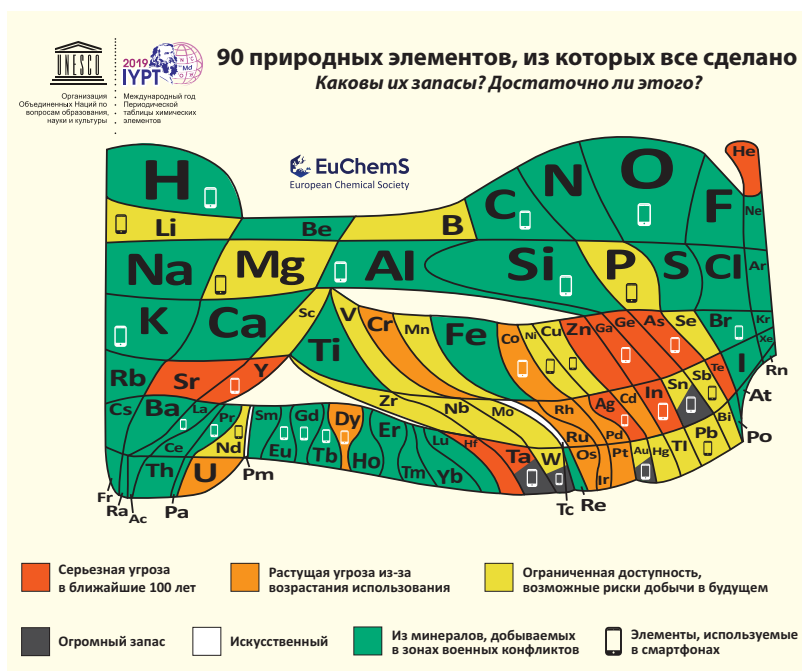 90 природных элементов, из которых все сделано
Каковы их запасы? Достаточно ли этого?
UNESCO
2019
IYPT
Md
Организация
Объединенных Наций по
вопросам образования,
науки и культуры
Международный год
Периодической
таблицы химических
элементов
EuChemS
European Chemical Society
H He
Li Be B C N O F Ne
Na Mg Al Si P S Cl Ar
K Ca Sc Ti V Cr Mn Fe Co Ni Cu Zn Ga Ge As Se Br Kr
Rb Sr Y Zr Nb Mo Ru Rh Pd Ag Cd In Sn Sb Te I Xe
Cs Ba La Ce Pr Nd Pm Sm Eu Gd Tb Dy Ho Er Tm Yb Lu Hf Ta W Tc Re Os Ir Pt Au Hg Tl Pb Bi Po At Rn
Fr Ra Ac Th Pa U
Серьезная угроза
в ближайшие 100 лет
Растущая угроза из-за
возрастания использования
Ограниченная доступность,
возможные риски добычи в будущем
Огромный запас
Искусственный
Из минералов, добываемых
в зонах военных конфликтов
Элементы, используемые
в смартфонах